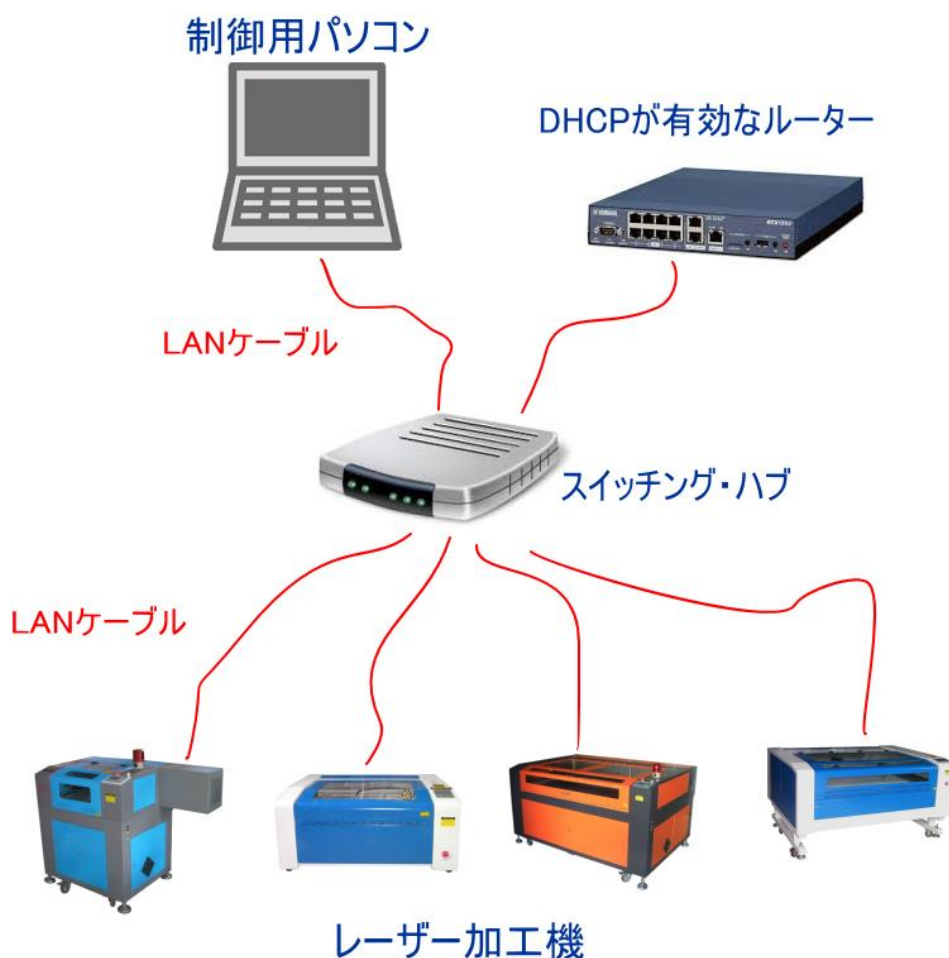 制御用パソコン
DHCPが有効なルーター
YAMAHA
RTX1200
LANケーブル
スイッチング・ハブ
LANケーブル
レーザー加工機